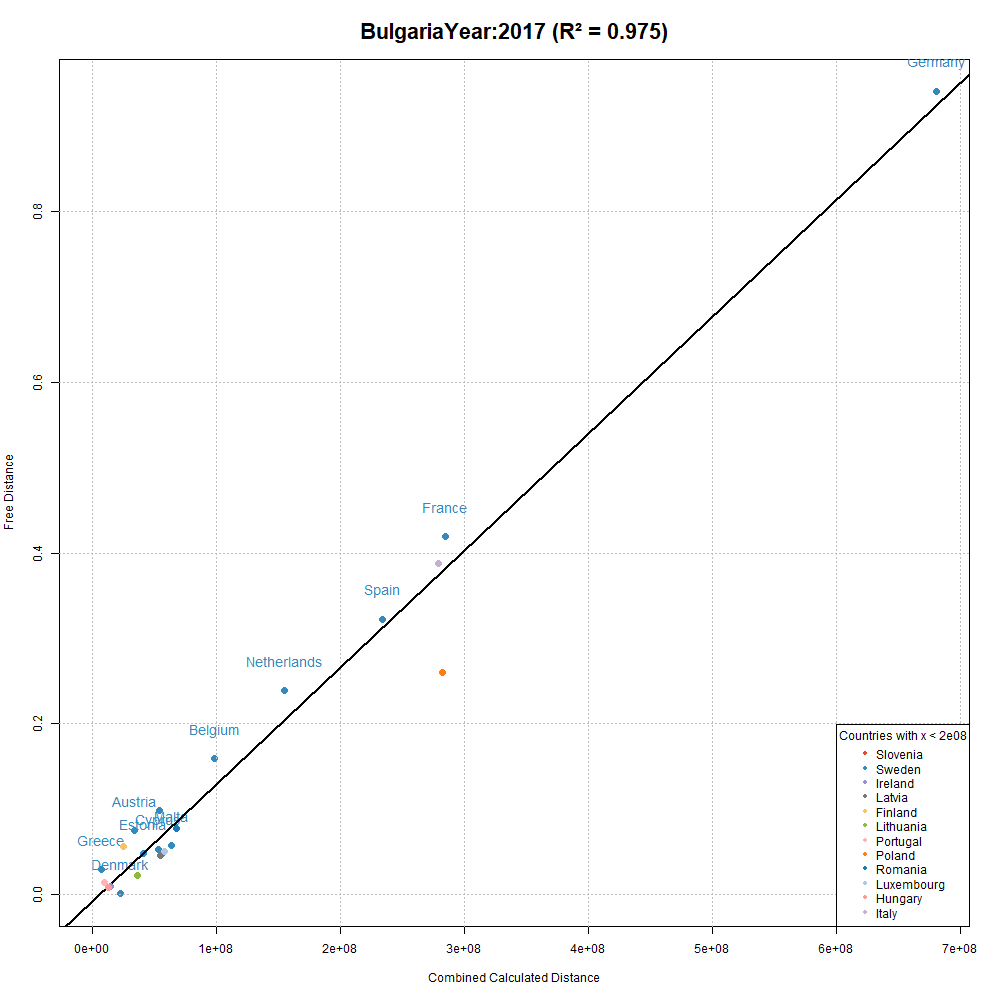 BulgariaYear:2017 (R² = 0.975)
Germany
France
Spain
Netherlands
Belgium
Austria
Malta
Cyprus
Estonia
Greece
Denmark
Free Distance
0.8
0.6
0.4
0.2
0.0
Countries with x < 2e08
Slovenia
Sweden
Ireland
Latvia
Finland
Lithuania
Portugal
Poland
Romania
Luxembourg
Hungary
Italy
0e+00 1e+08 2e+08 3e+08 4e+08 5e+08 6e+08 7e+08
Combined Calculated Distance